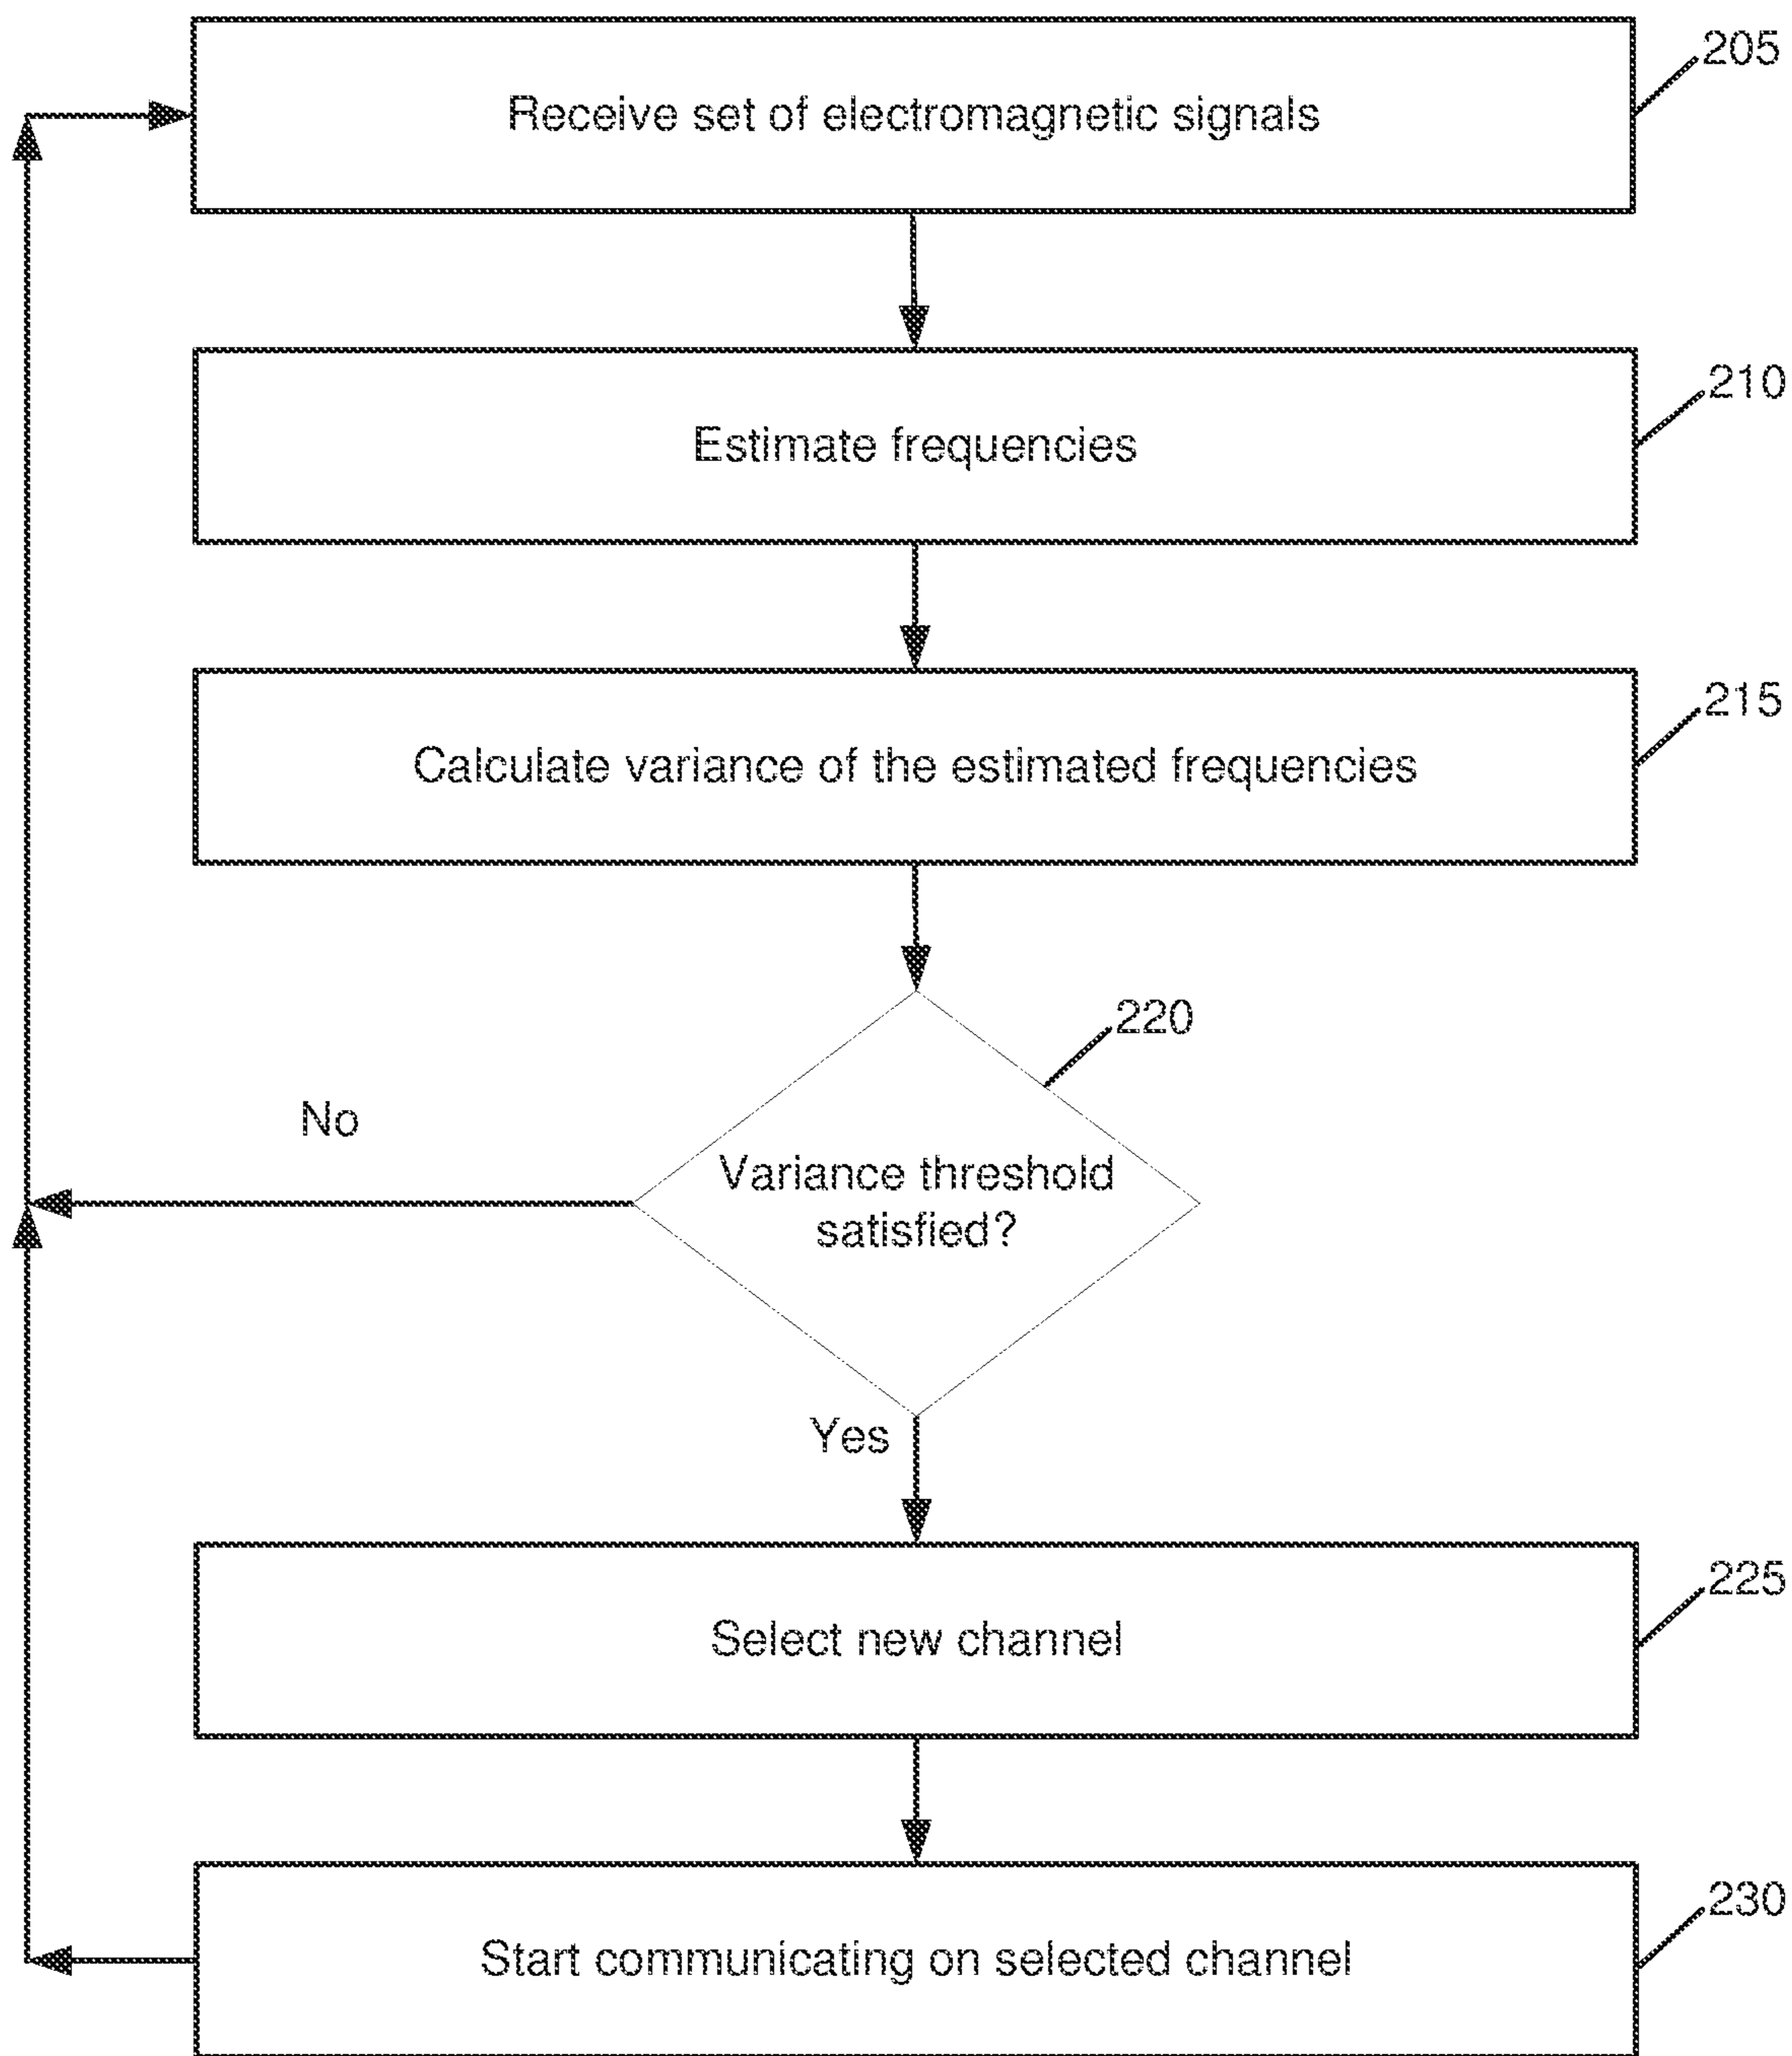 Receive set of electromagnetic signals
205
Estimate frequencies
210
Calculate variance of the estimated frequencies
215
220
No
Variance threshold
satisfied?
Yes
Select new channel
225
Start communicating on selected channel
230